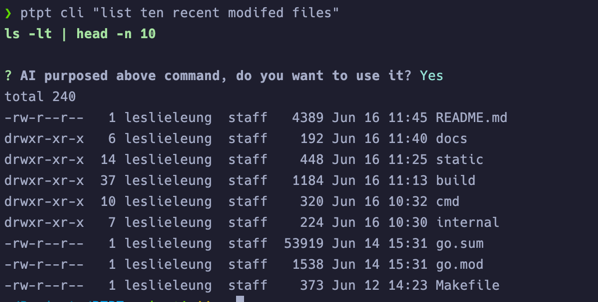 ❯ ptpt cli "list ten recent modifed files"
ls -lt | head -n 10
? AI purposed above command, do you want to use it? Yes
total 240
-rw-r--r--   1 leslieleung  staff   4389 Jun 16 11:45 README.md
drwxr-xr-x   6 leslieleung  staff    192 Jun 16 11:40 docs
drwxr-xr-x  14 leslieleung  staff    448 Jun 16 11:25 static
drwxr-xr-x  37 leslieleung  staff   1184 Jun 16 11:13 build
drwxr-xr-x  10 leslieleung  staff    320 Jun 16 10:32 cmd
drwxr-xr-x   7 leslieleung  staff    224 Jun 16 10:30 internal
-rw-r--r--   1 leslieleung  staff  53919 Jun 14 15:31 go.sum
-rw-r--r--   1 leslieleung  staff   1538 Jun 14 15:31 go.mod
-rw-r--r--   1 leslieleung  staff    373 Jun 12 14:23 Makefile